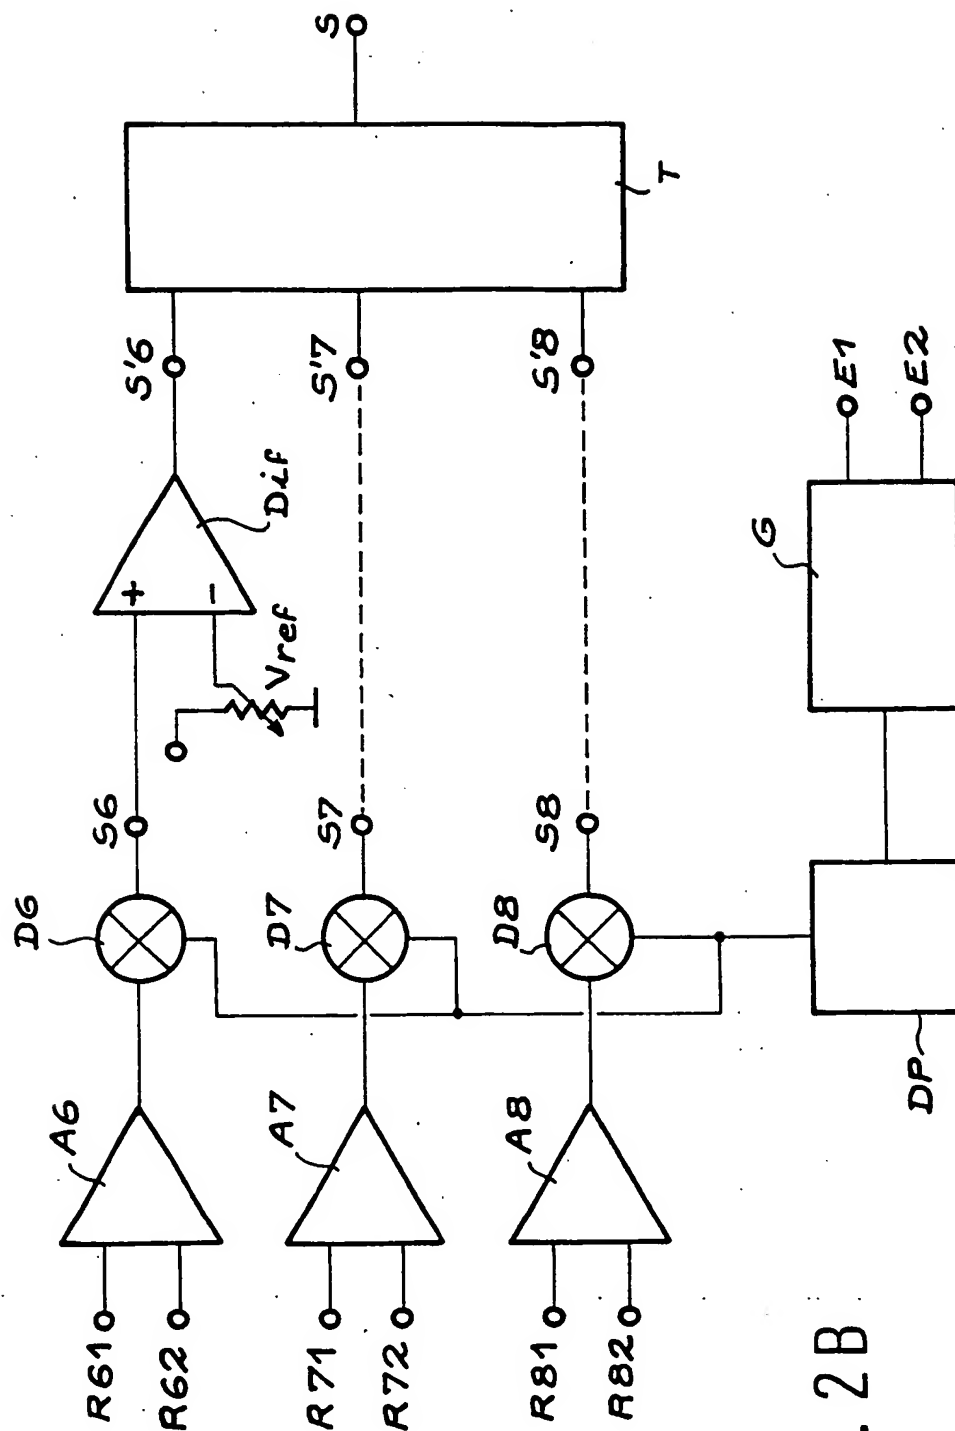 R61
R62
A6
D6
S6
Vref
+
−
Dif
S'6
R71
R72
A7
D7
S7
S'7
T
S
R81
R82
A8
D8
S8
S'8
DP
G
E1
E2
. 2B